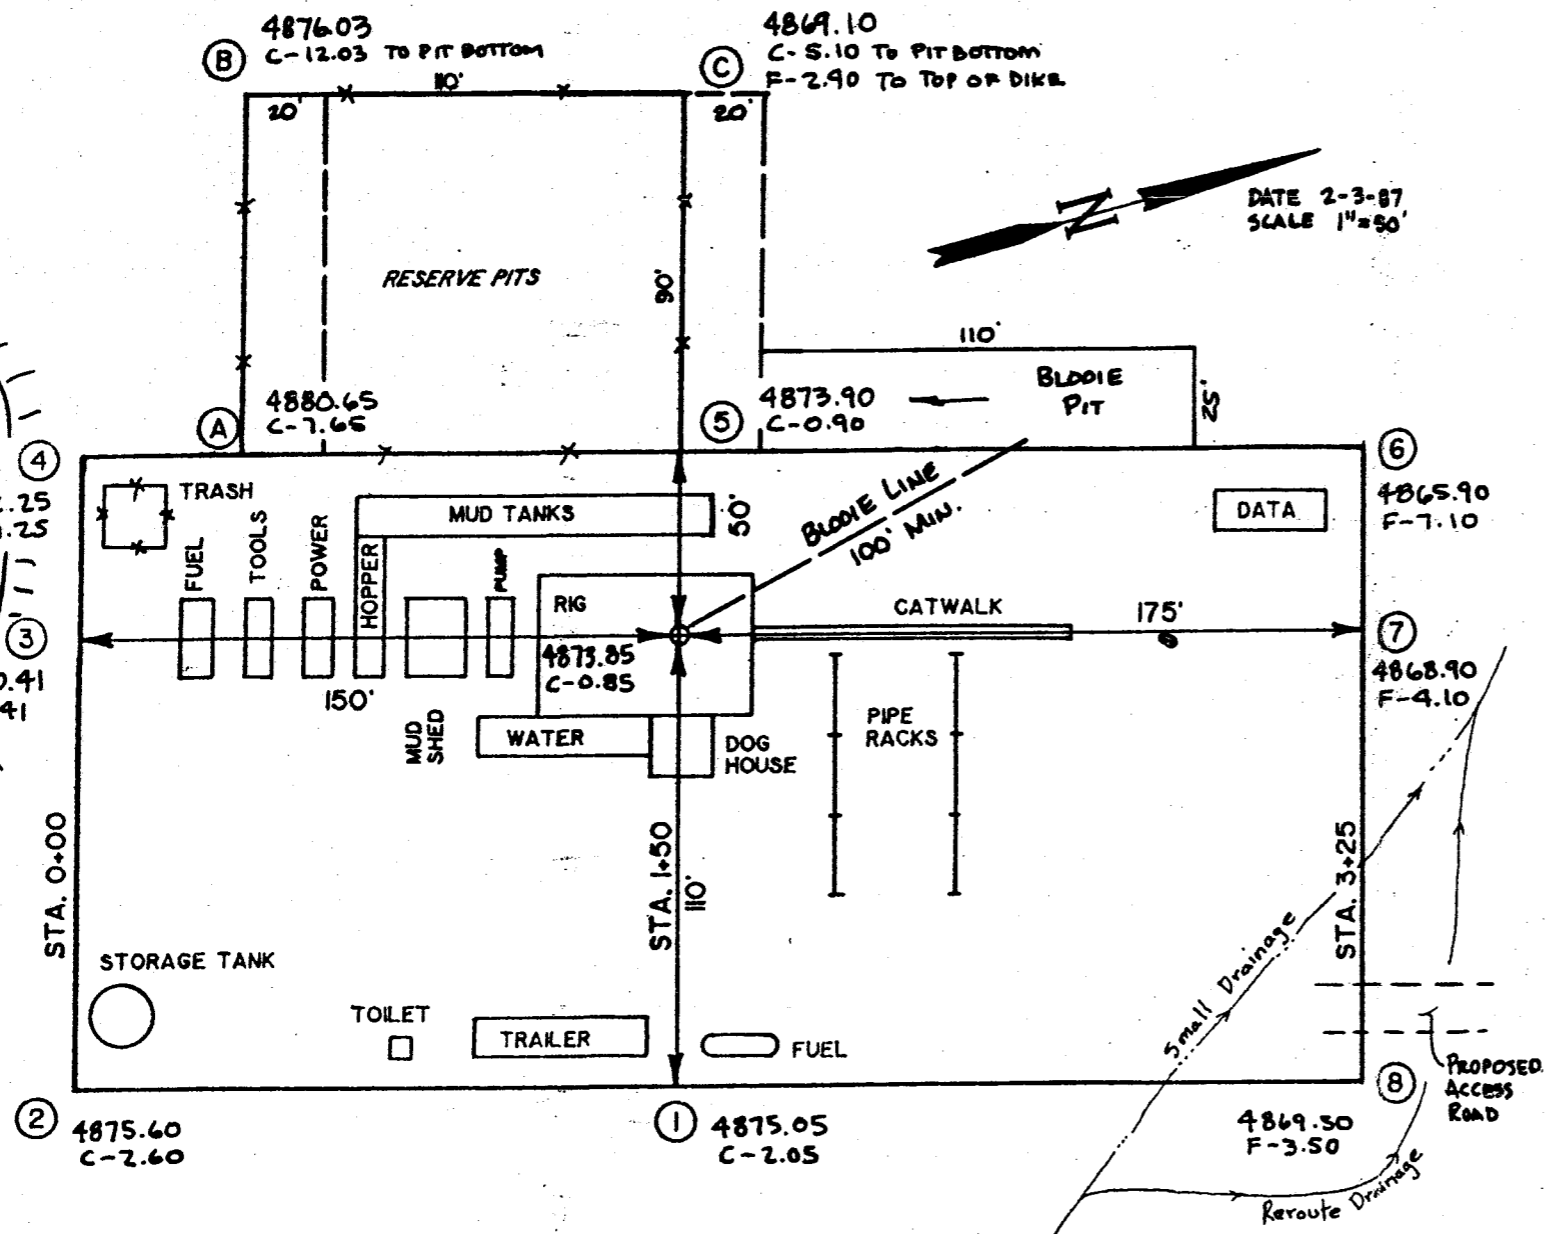 B
4876.03
C-12.03 TO PIT BOTTOM
C
4869.10
C-5.10 TO PIT BOTTOM
F-2.90 TO TOP OF DIKE
20'
110'
20'
N
DATE 2-3-87
SCALE 1"=50'
RESERVE PITS
90'
110'
BLOOIE
PIT
25'
A
4880.65
C-7.65
5
4873.90
C-0.90
4
.25
.25
6
4865.90
F-7.10
TRASH
MUD TANKS
50'
BLOOIE LINE
100' MIN.
DATA
FUEL
TOOLS
POWER
HOPPER
PUMP
RIG
CATWALK
175'
3
0.41
41
7
4868.90
F-4.10
4873.85
C-0.85
150'
MUD
SHED
WATER
DOG
HOUSE
PIPE
RACKS
STA. 0+00
STA. 1+50
110'
STA. 3+25
STORAGE TANK
TOILET
TRAILER
FUEL
Small Drainage
PROPOSED
ACCESS
ROAD
2
4875.60
C-2.60
1
4875.05
C-2.05
8
4869.50
F-3.50
Reroute Drainage